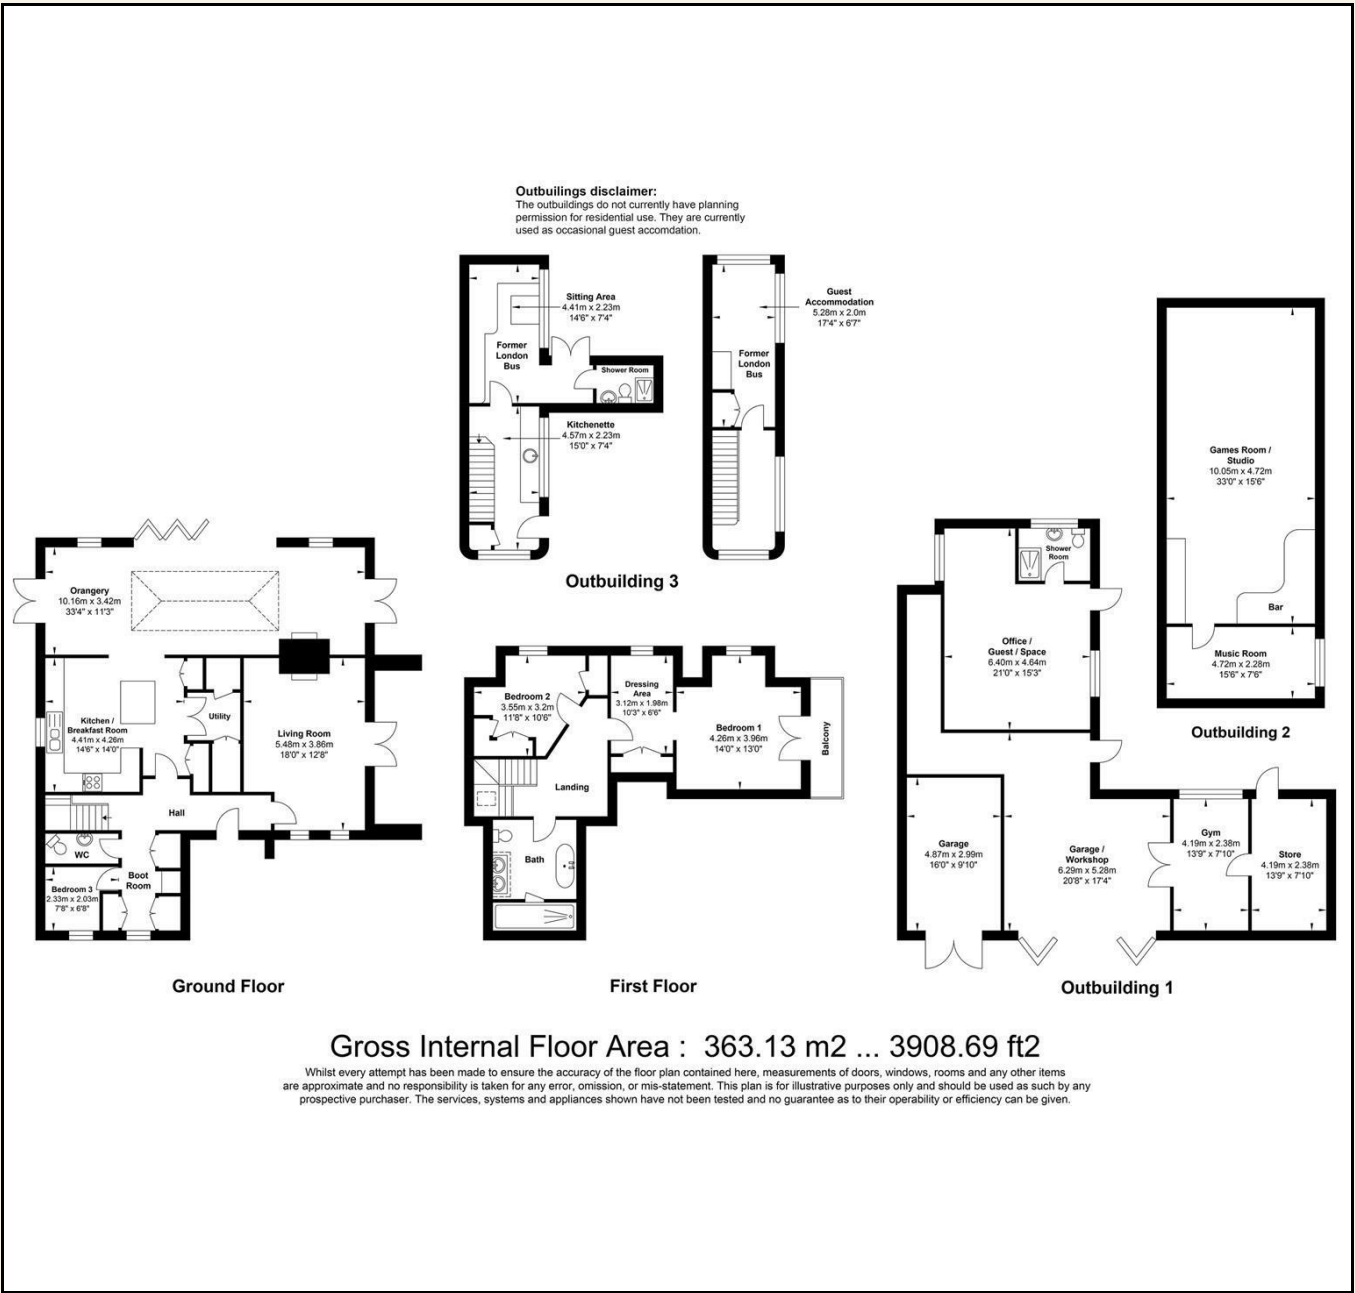 Outbuilings disclaimer:
The outbuildings do not currently have planning
permission for residential use. They are currently
used as occasional guest accomdation.
Sitting Area
4.41m x 2.23m
14'6" x 7'4"
Former
London
Bus
Shower Room
Kitchenette
4.57m x 2.23m
15'0" x 7'4"
Guest
Accommodation
5.28m x 2.0m
17'4" x 6'7"
Former
London
Bus
Outbuilding 3
Games Room /
Studio
10.05m x 4.72m
33'0" x 15'6"
Bar
Music Room
4.72m x 2.28m
15'6" x 7'6"
Outbuilding 2
Orangery
10.16m x 3.42m
33'4" x 11'3"
Kitchen /
Breakfast Room
4.41m x 4.26m
14'6" x 14'0"
Utility
Living Room
5.48m x 3.86m
18'0" x 12'8"
Hall
WC
Boot
Room
Bedroom 3
2.33m x 2.03m
7'8" x 6'8"
Ground Floor
Bedroom 2
3.55m x 3.2m
11'8" x 10'6"
Dressing
Area
3.12m x 1.98m
10'3" x 6'6"
Bedroom 1
4.26m x 3.96m
14'0" x 13'0"
Balcony
Landing
Bath
First Floor
Shower
Room
Office /
Guest / Space
6.40m x 4.64m
21'0" x 15'3"
Garage
4.87m x 2.99m
16'0" x 9'10"
Garage /
Workshop
6.29m x 5.28m
20'8" x 17'4"
Gym
4.19m x 2.38m
13'9" x 7'10"
Store
4.19m x 2.38m
13'9" x 7'10"
Outbuilding 1
Gross Internal Floor Area : 363.13 m2 ... 3908.69 ft2
Whilst every attempt has been made to ensure the accuracy of the floor plan contained here, measurements of doors, windows, rooms and any other items
are approximate and no responsibility is taken for any error, omission, or mis-statement. This plan is for illustrative purposes only and should be used as such by any
prospective purchaser. The services, systems and appliances shown have not been tested and no guarantee as to their operability or efficiency can be given.